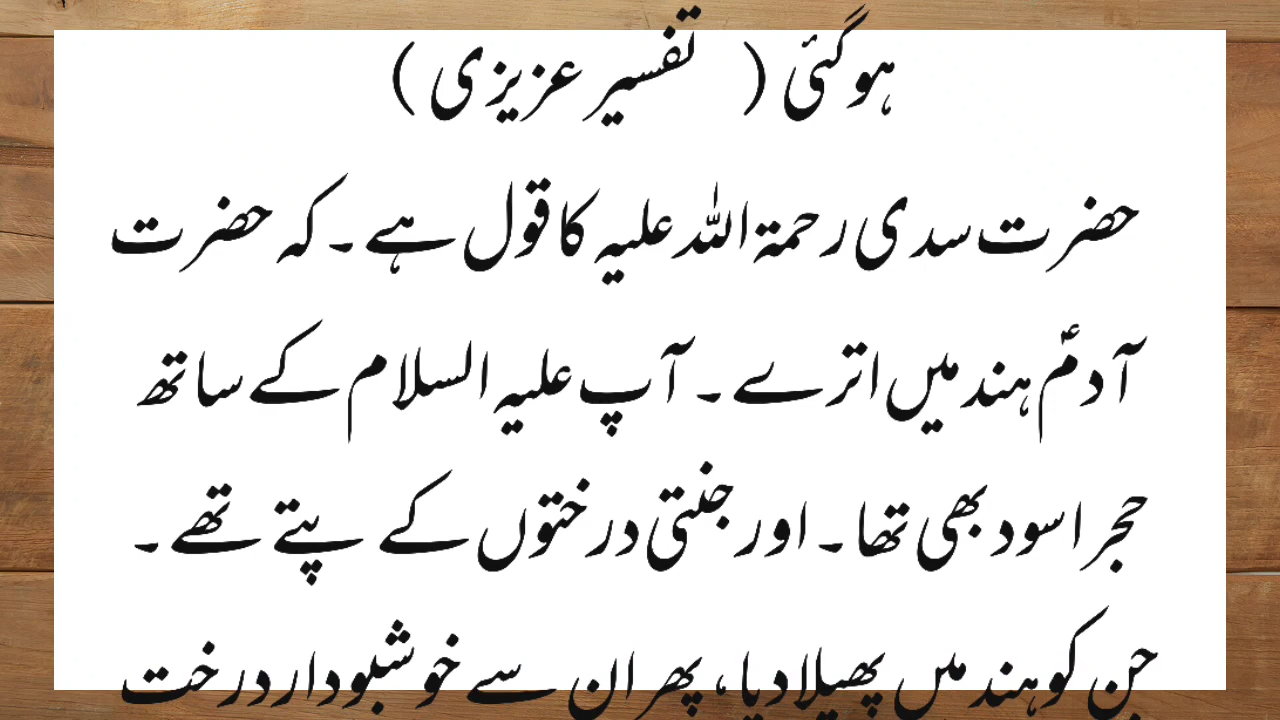 ہوگئی ( تفسیر عزیزی )
حضرت سدی رحمۃ اللہ علیہ کا قول ہے۔ کہ حضرت
آدمؑ ہند میں اترے۔ آپ علیہ السلام کے ساتھ
حجر اسود بھی تھا۔ اور جنتی درختوں کے پتے تھے۔
جن کو ہند میں پھیلا دیا، پھر ان سے خوشبودار درخت